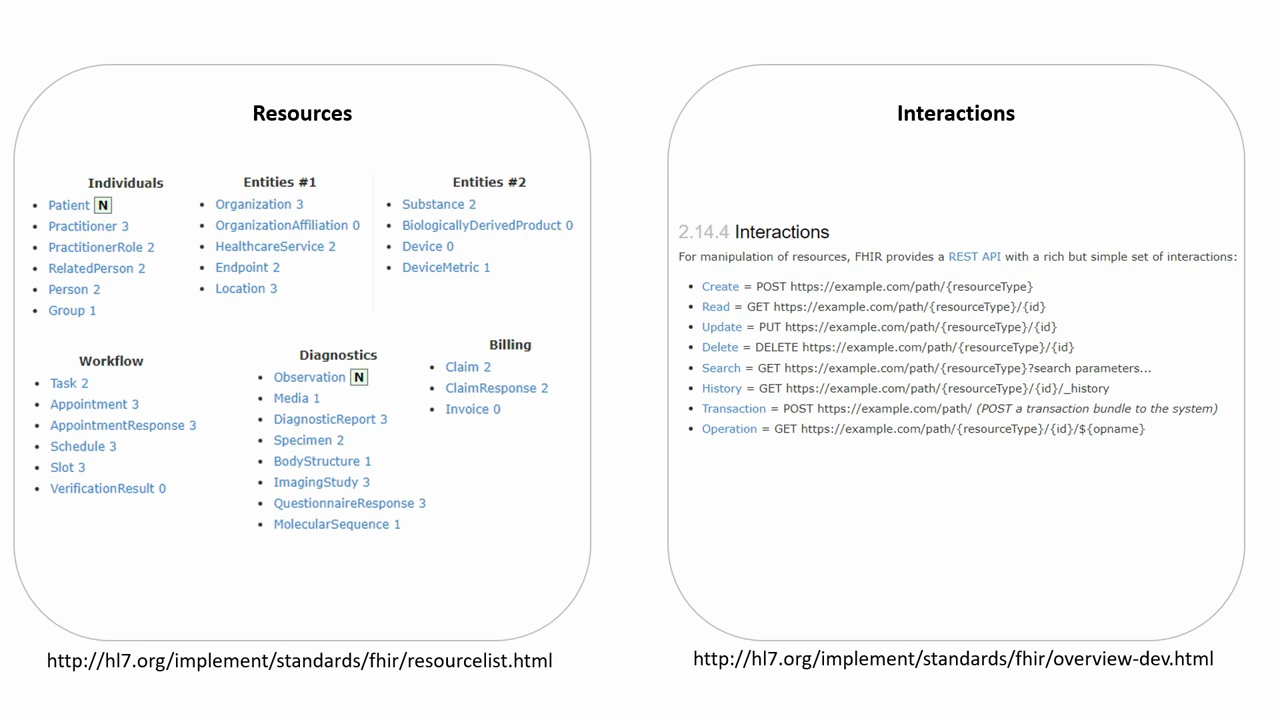 Resources
Individuals
Patient N
Practitioner 3
PractitionerRole 2
RelatedPerson 2
Person 2
Group 1
Entities #1
Organization 3
OrganizationAffiliation 0
HealthcareService 2
Endpoint 2
Location 3
Entities #2
Substance 2
BiologicallyDerivedProduct 0
Device 0
DeviceMetric 1
Workflow
Task 2
Appointment 3
AppointmentResponse 3
Schedule 3
Slot 3
VerificationResult 0
Diagnostics
Observation N
Media 1
DiagnosticReport 3
Specimen 2
BodyStructure 1
ImagingStudy 3
QuestionnaireResponse 3
MolecularSequence 1
Billing
Claim 2
ClaimResponse 2
Invoice 0
http://hl7.org/implement/standards/fhir/resourcelist.html
Interactions
2.14.4 Interactions
For manipulation of resources, FHIR provides a REST API with a rich but simple set of interactions:
Create = POST https://example.com/path/{resourceType}
Read = GET https://example.com/path/{resourceType}/{id}
Update = PUT https://example.com/path/{resourceType}/{id}
Delete = DELETE https://example.com/path/{resourceType}/{id}
Search = GET https://example.com/path/{resourceType}?search parameters...
History = GET https://example.com/path/{resourceType}/{id}/_history
Transaction = POST https://example.com/path/ (POST a transaction bundle to the system)
Operation = GET https://example.com/path/{resourceType}/{id}/${opname}
http://hl7.org/implement/standards/fhir/overview-dev.html